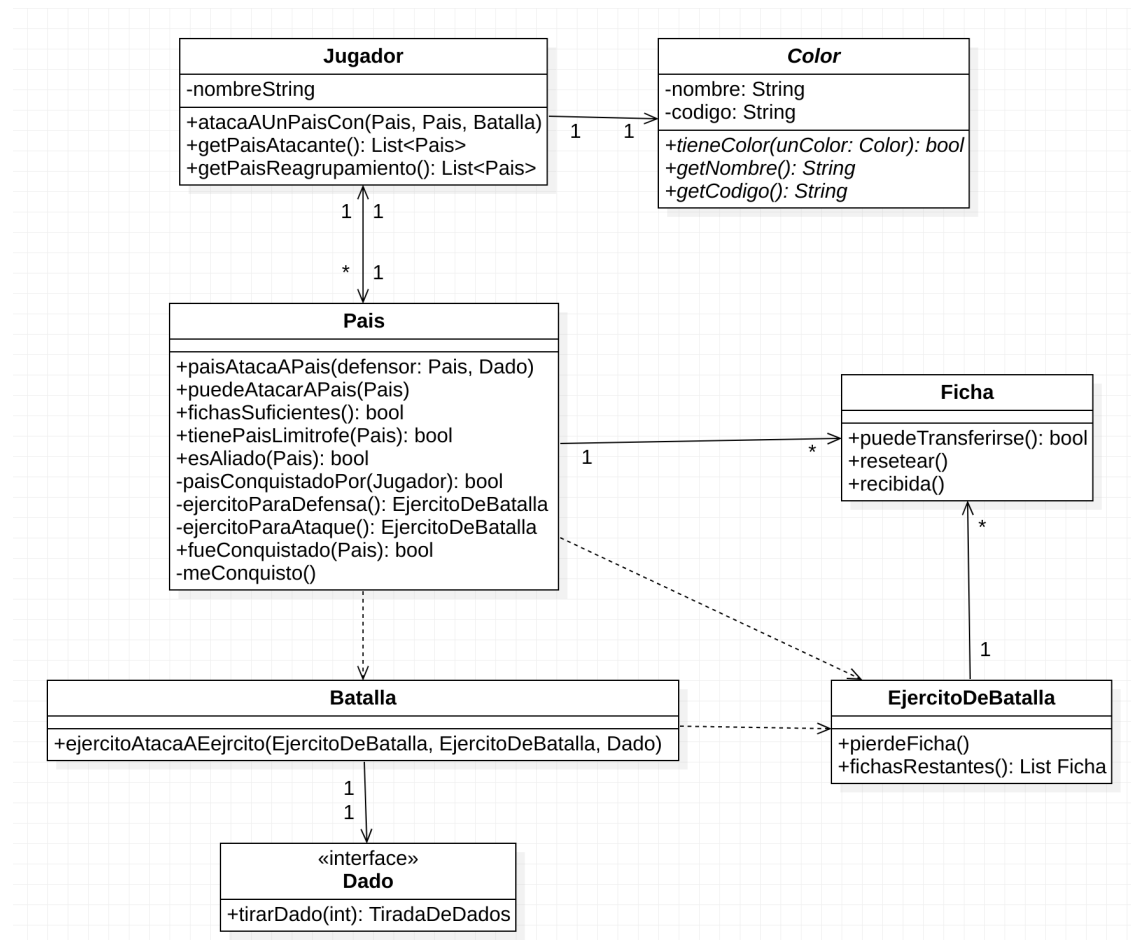 Jugador
-nombreString
+atacaAUnPaisCon(Pais, Pais, Batalla)
+getPaisAtacante(): List<Pais>
+getPaisReagrupamiento(): List<Pais>
Color
-nombre: String
-codigo: String
+tieneColor(unColor: Color): bool
+getNombre(): String
+getCodigo(): String
1 1
1 1
* 1
Pais
+paisAtacaAPais(defensor: Pais, Dado)
+puedeAtacarAPais(Pais)
+fichasSuficientes(): bool
+tienePaisLimitrofe(Pais): bool
+esAliado(Pais): bool
-paisConquistadoPor(Jugador): bool
-ejercitoParaDefensa(): EjercitoDeBatalla
-ejercitoParaAtaque(): EjercitoDeBatalla
+fueConquistado(Pais): bool
-meConquisto()
1 *
Ficha
+puedeTransferirse(): bool
+resetear()
+recibida()
*
1
Batalla
+ejercitoAtacaAEejrcito(EjercitoDeBatalla, EjercitoDeBatalla, Dado)
EjercitoDeBatalla
+pierdeFicha()
+fichasRestantes(): List Ficha
1
1
«interface»
Dado
+tirarDado(int): TiradaDeDados